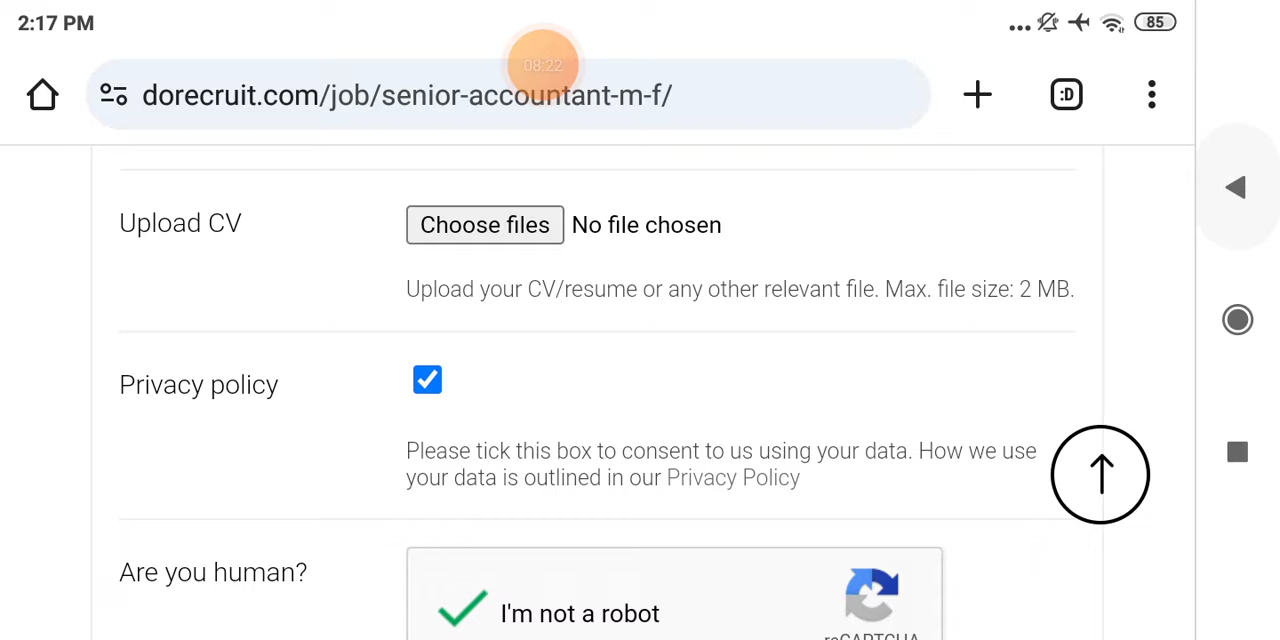 2:17 PM
85
08:22
dorecruit.com/job/senior-accountant-m-f/
:D
Upload CV
Choose files No file chosen
Upload your CV/resume or any other relevant file. Max. file size: 2 MB.
Privacy policy
Please tick this box to consent to us using your data. How we use
your data is outlined in our Privacy Policy
Are you human?
I'm not a robot
reCAPTCHA